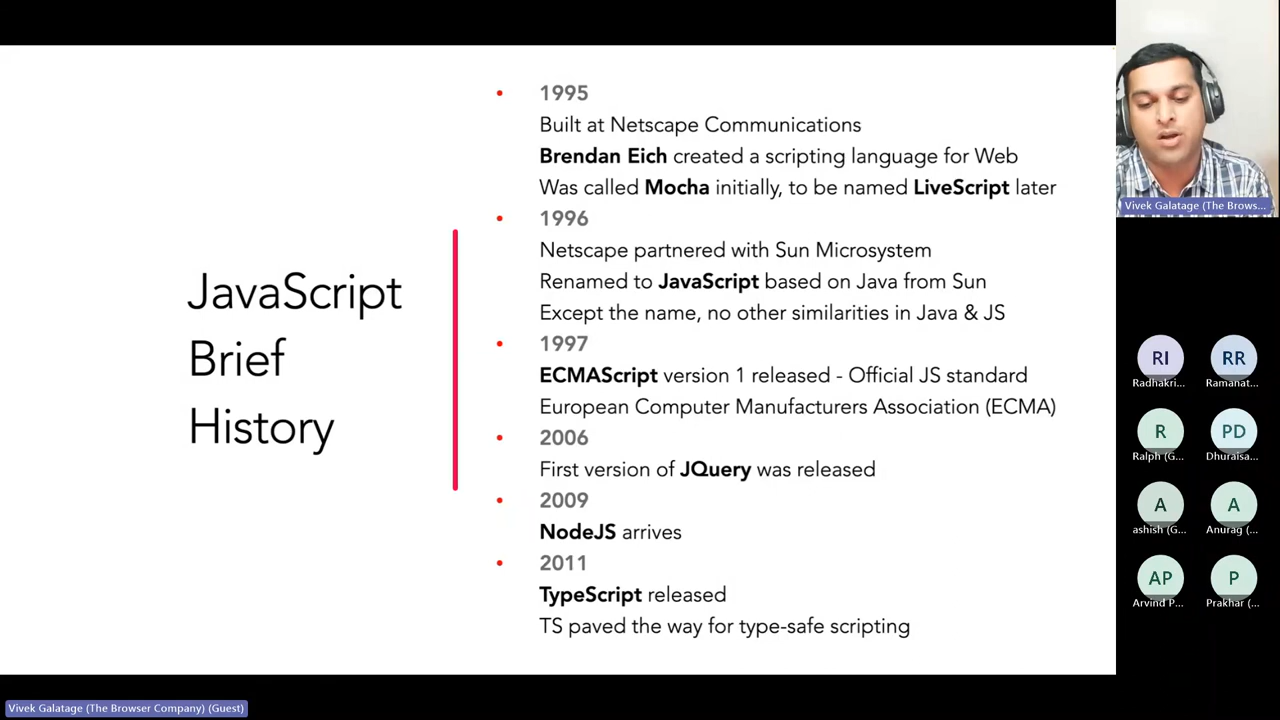 JavaScript
Brief
History
1995
Built at Netscape Communications
Brendan Eich created a scripting language for Web
Was called Mocha initially, to be named LiveScript later
1996
Netscape partnered with Sun Microsystem
Renamed to JavaScript based on Java from Sun
Except the name, no other similarities in Java & JS
1997
ECMAScript version 1 released - Official JS standard
European Computer Manufacturers Association (ECMA)
2006
First version of JQuery was released
2009
NodeJS arrives
2011
TypeScript released
TS paved the way for type-safe scripting
Vivek Galatage (The Brows...
RI
Radhakri...
RR
Ramanat...
R
Ralph (G...
PD
Dhuraisa...
A
ashish (G...
A
Anurag (...
AP
Arvind P...
P
Prakhar (...
Vivek Galatage (The Browser Company) (Guest)